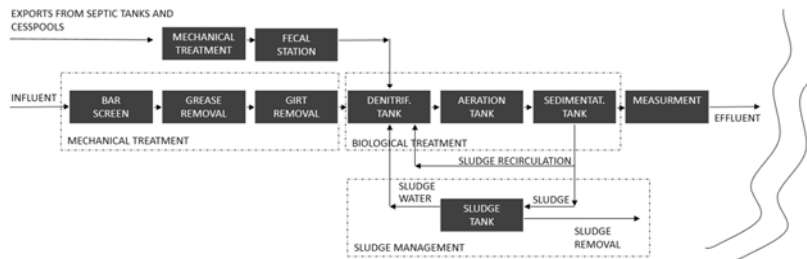 EXPORTS FROM SEPTIC TANKS AND
CESSPOOLS
MECHANICAL
TREATMENT
FECAL
STATION
INFLUENT
BAR
SCREEN
GREASE
REMOVAL
GIRT
REMOVAL
DENITRIF.
TANK
AERATION
TANK
SEDIMENTAT.
TANK
MEASURMENT
EFFLUENT
MECHANICAL TREATMENT
BIOLOGICAL TREATMENT
SLUDGE RECIRCULATION
SLUDGE
WATER
SLUDGE
SLUDGE
TANK
SLUDGE
REMOVAL
SLUDGE MANAGEMENT